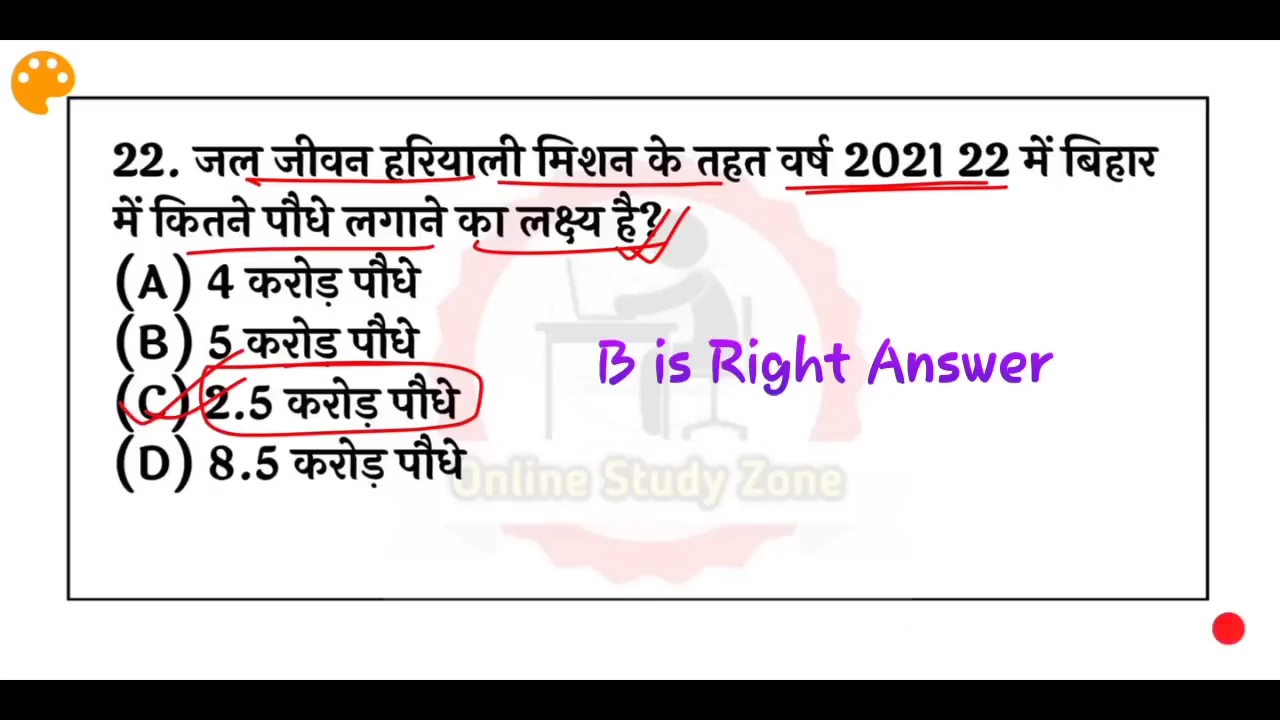 22. जल जीवन हरियाली मिशन के तहत वर्ष 2021 22 में बिहार
में कितने पौधे लगाने का लक्ष्य है?
(A) 4 करोड़ पौधे
(B) 5 करोड़ पौधे
B is Right Answer
(C) 2.5 करोड़ पौधे
(D) 8.5 करोड़ पौधे
Online Study Zone